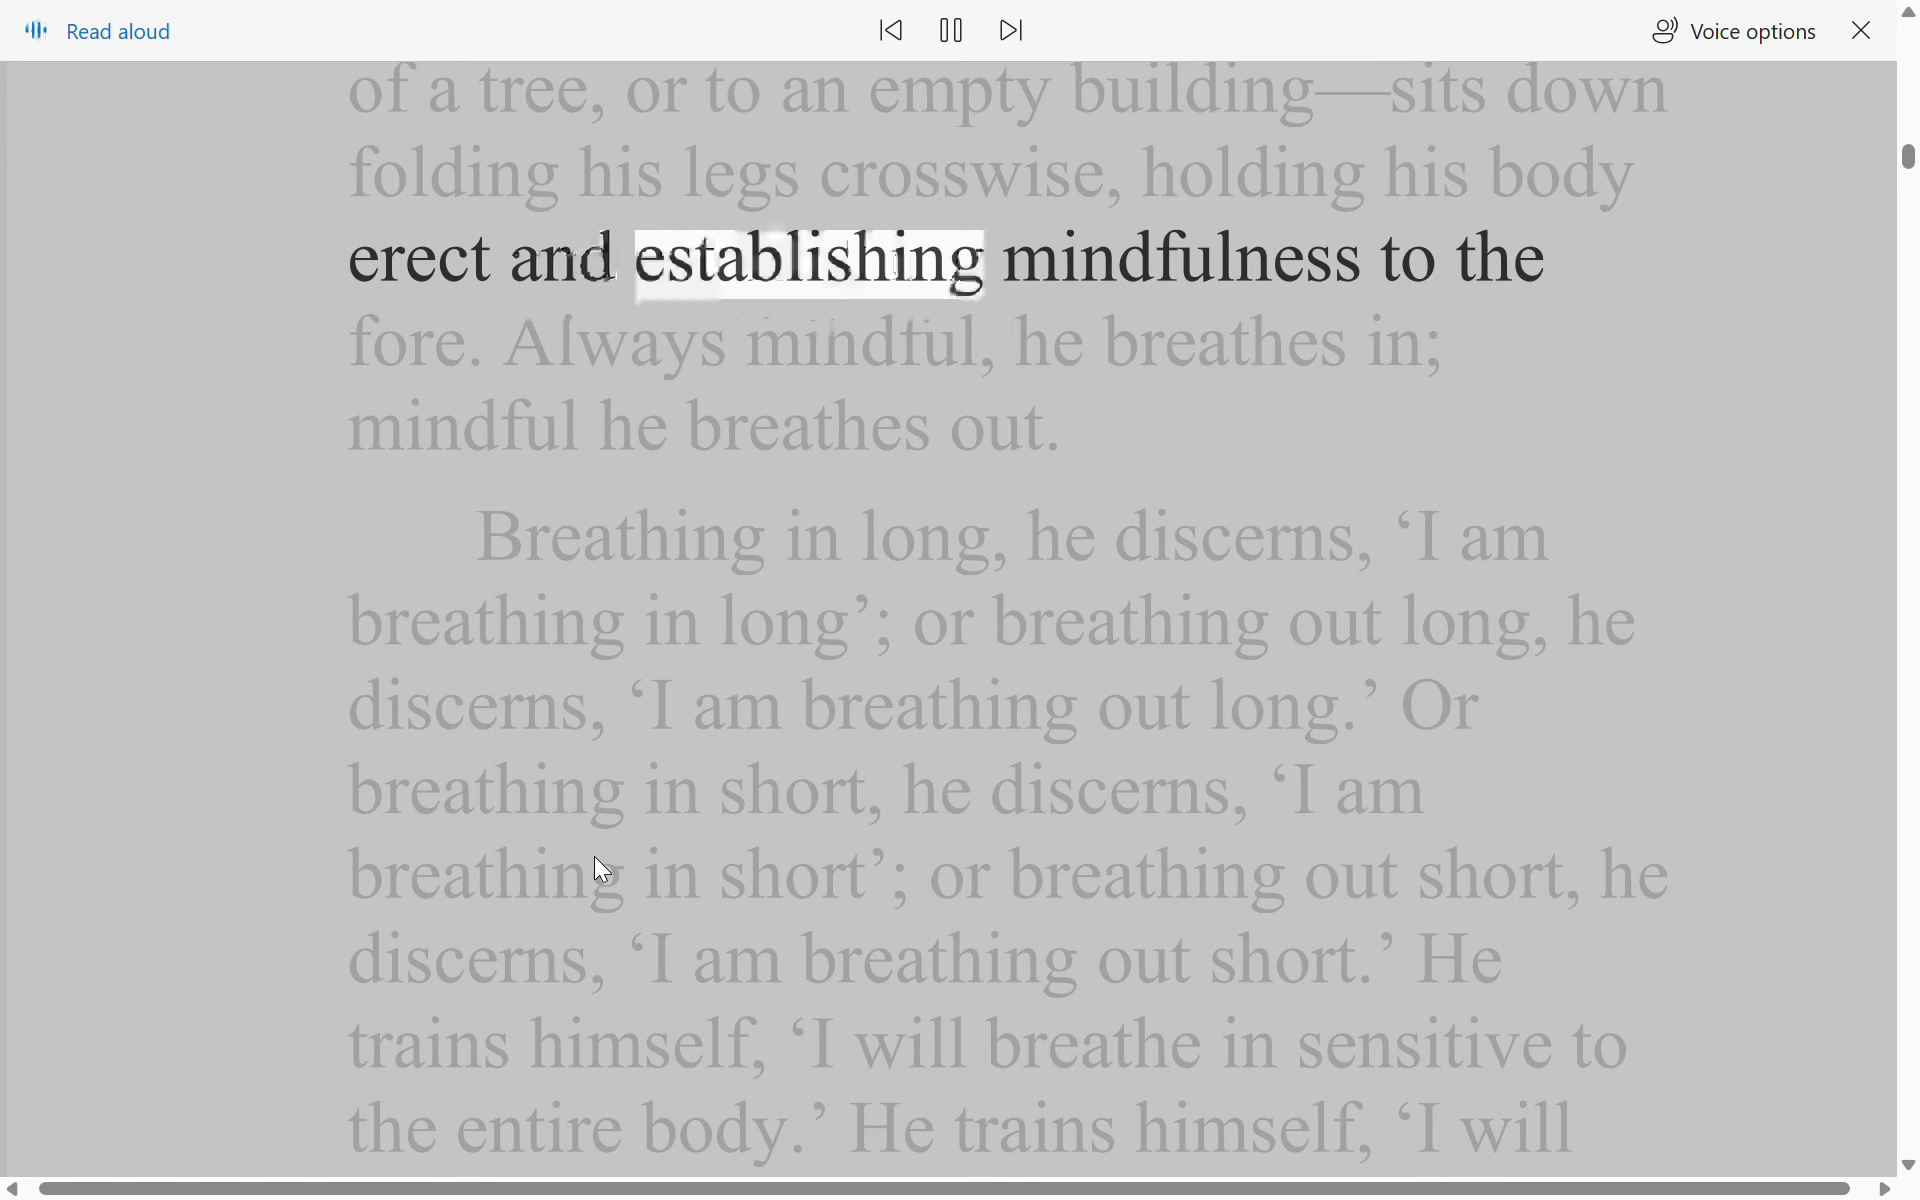 Read aloud
Voice options
of a tree, or to an empty building—sits down
folding his legs crosswise, holding his body
erect and establishing mindfulness to the
fore. Always mindful, he breathes in;
mindful he breathes out.
Breathing in long, he discerns, ‘I am
breathing in long’; or breathing out long, he
discerns, ‘I am breathing out long.’ Or
breathing in short, he discerns, ‘I am
breathing in short’; or breathing out short, he
discerns, ‘I am breathing out short.’ He
trains himself, ‘I will breathe in sensitive to
the entire body.’ He trains himself, ‘I will